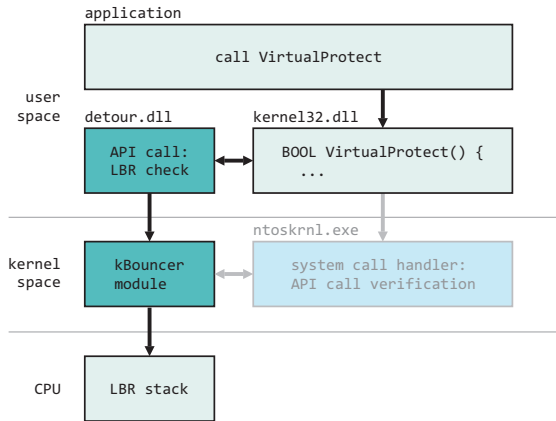 application
call VirtualProtect
user
space
detour.dll
kernel32.dll
API call:
LBR check
BOOL VirtualProtect() {
...
ntoskrnl.exe
kernel
space
kBouncer
module
system call handler:
API call verification
CPU
LBR stack